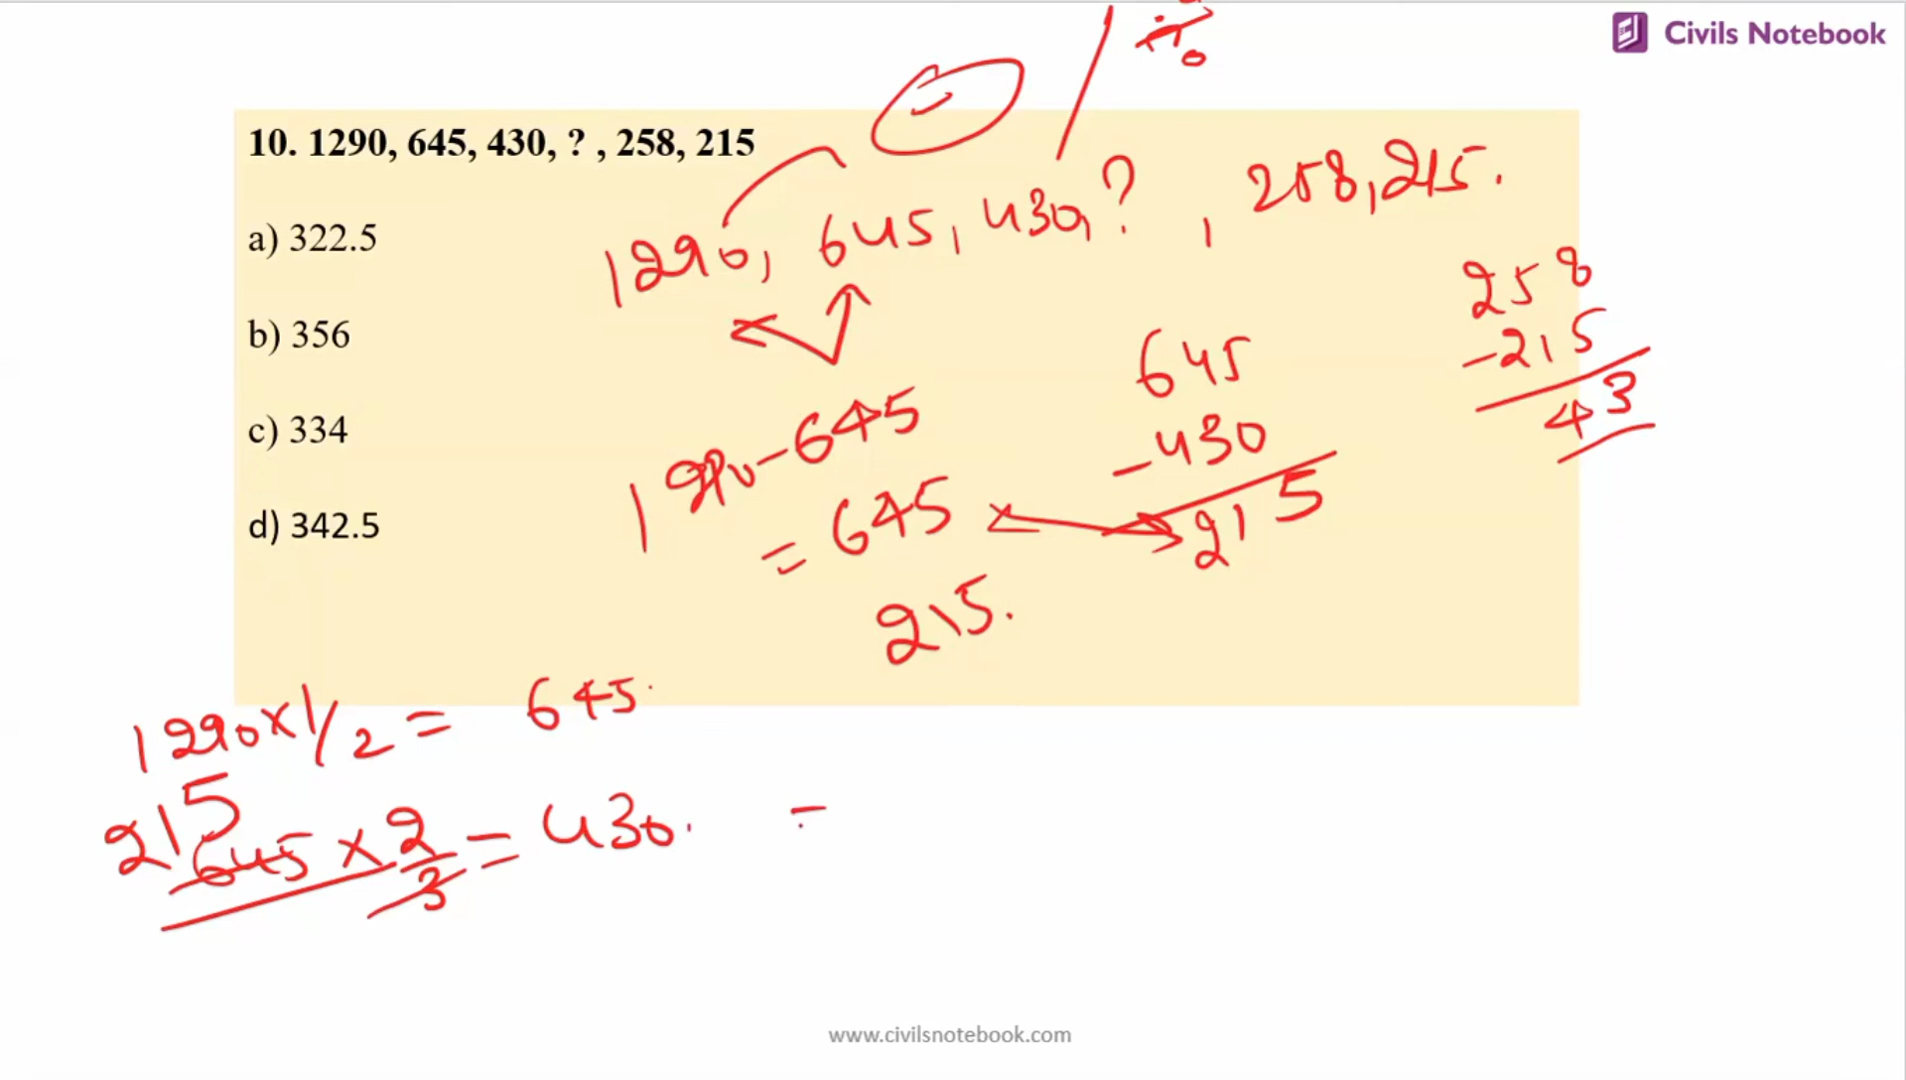 Civils Notebook
10. 1290, 645, 430, ? , 258, 215
1290, 645, 430, ? , 258, 215.
a) 322.5
b) 356
c) 334
d) 342.5
1290-645
= 645
215.
645
-430
215
258
-215
43
1290x1/2 = 645.
215
645 x 2/3 = 430. =
www.civilsnotebook.com